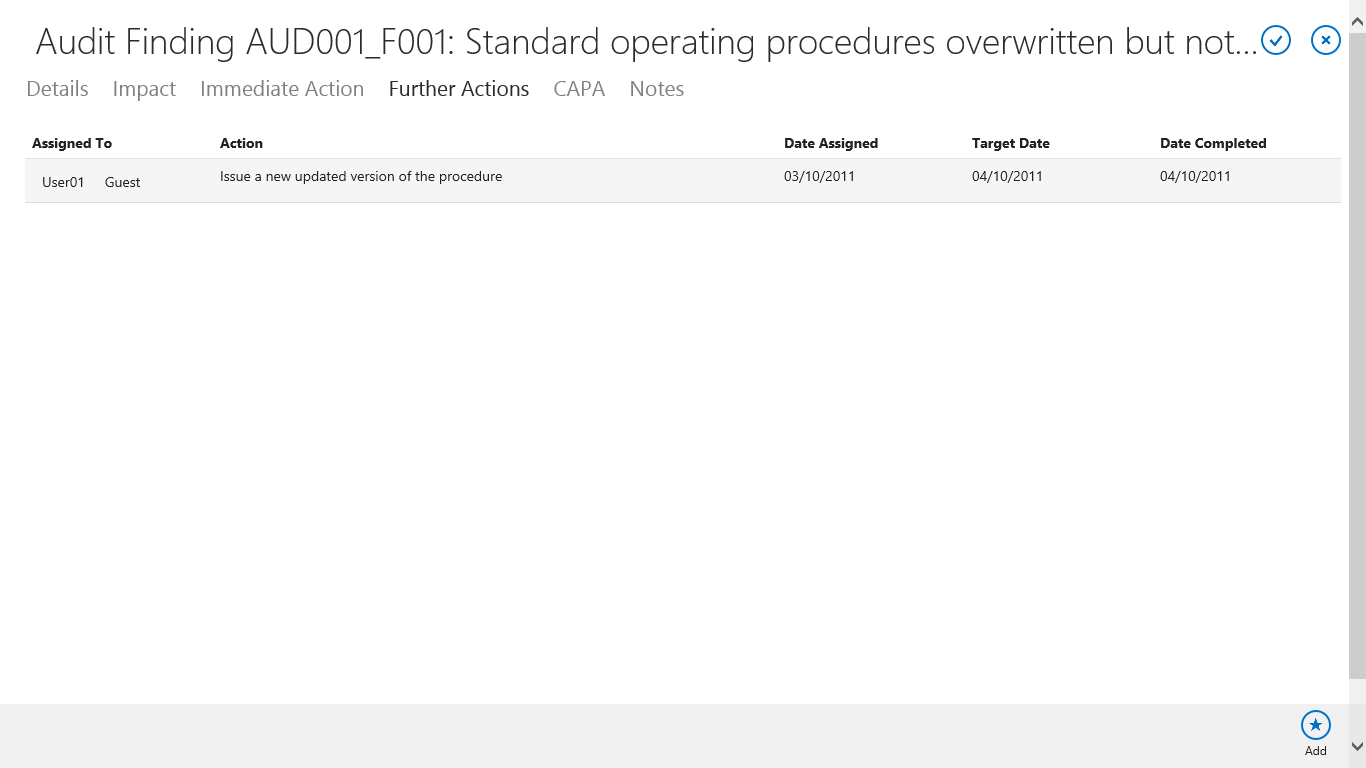 Audit Finding AUD001_F001: Standard operating procedures overwritten but not...
Details Impact Immediate Action Further Actions CAPA Notes
Assigned To Action Date Assigned Target Date Date Completed
User01 Guest Issue a new updated version of the procedure 03/10/2011 04/10/2011 04/10/2011
Add